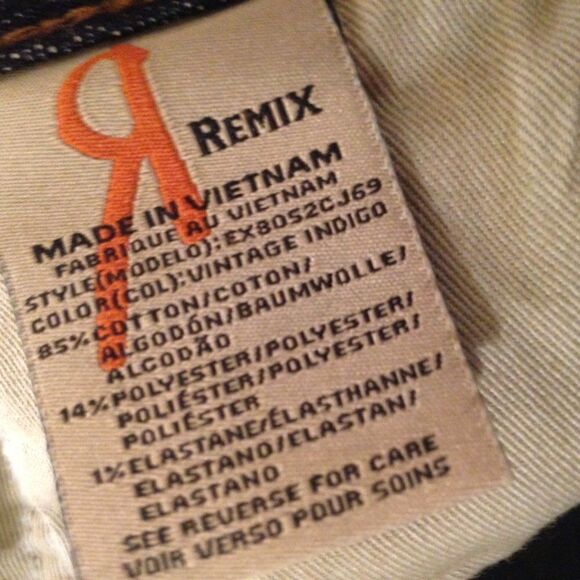 Я REMIX
MADE IN VIETNAM
FABRIQUE AU VIETNAM
STYLE(MODELO):EX80S2CJ69
COLOR(COL):VINTAGE INDIGO
85%COTTON/COTON/
ALGODÓN/BAUMWOLLE/
ALCODÃO
14%POLYESTER/POLYESTER/
POLIÉSTER/POLYESTER/
POLIÉSTER
1%ELASTANE/ÉLASTHANNE/
ELASTANO/ELASTAN/
ELASTANO
SEE REVERSE FOR CARE
VOIR VERSO POUR SOINS